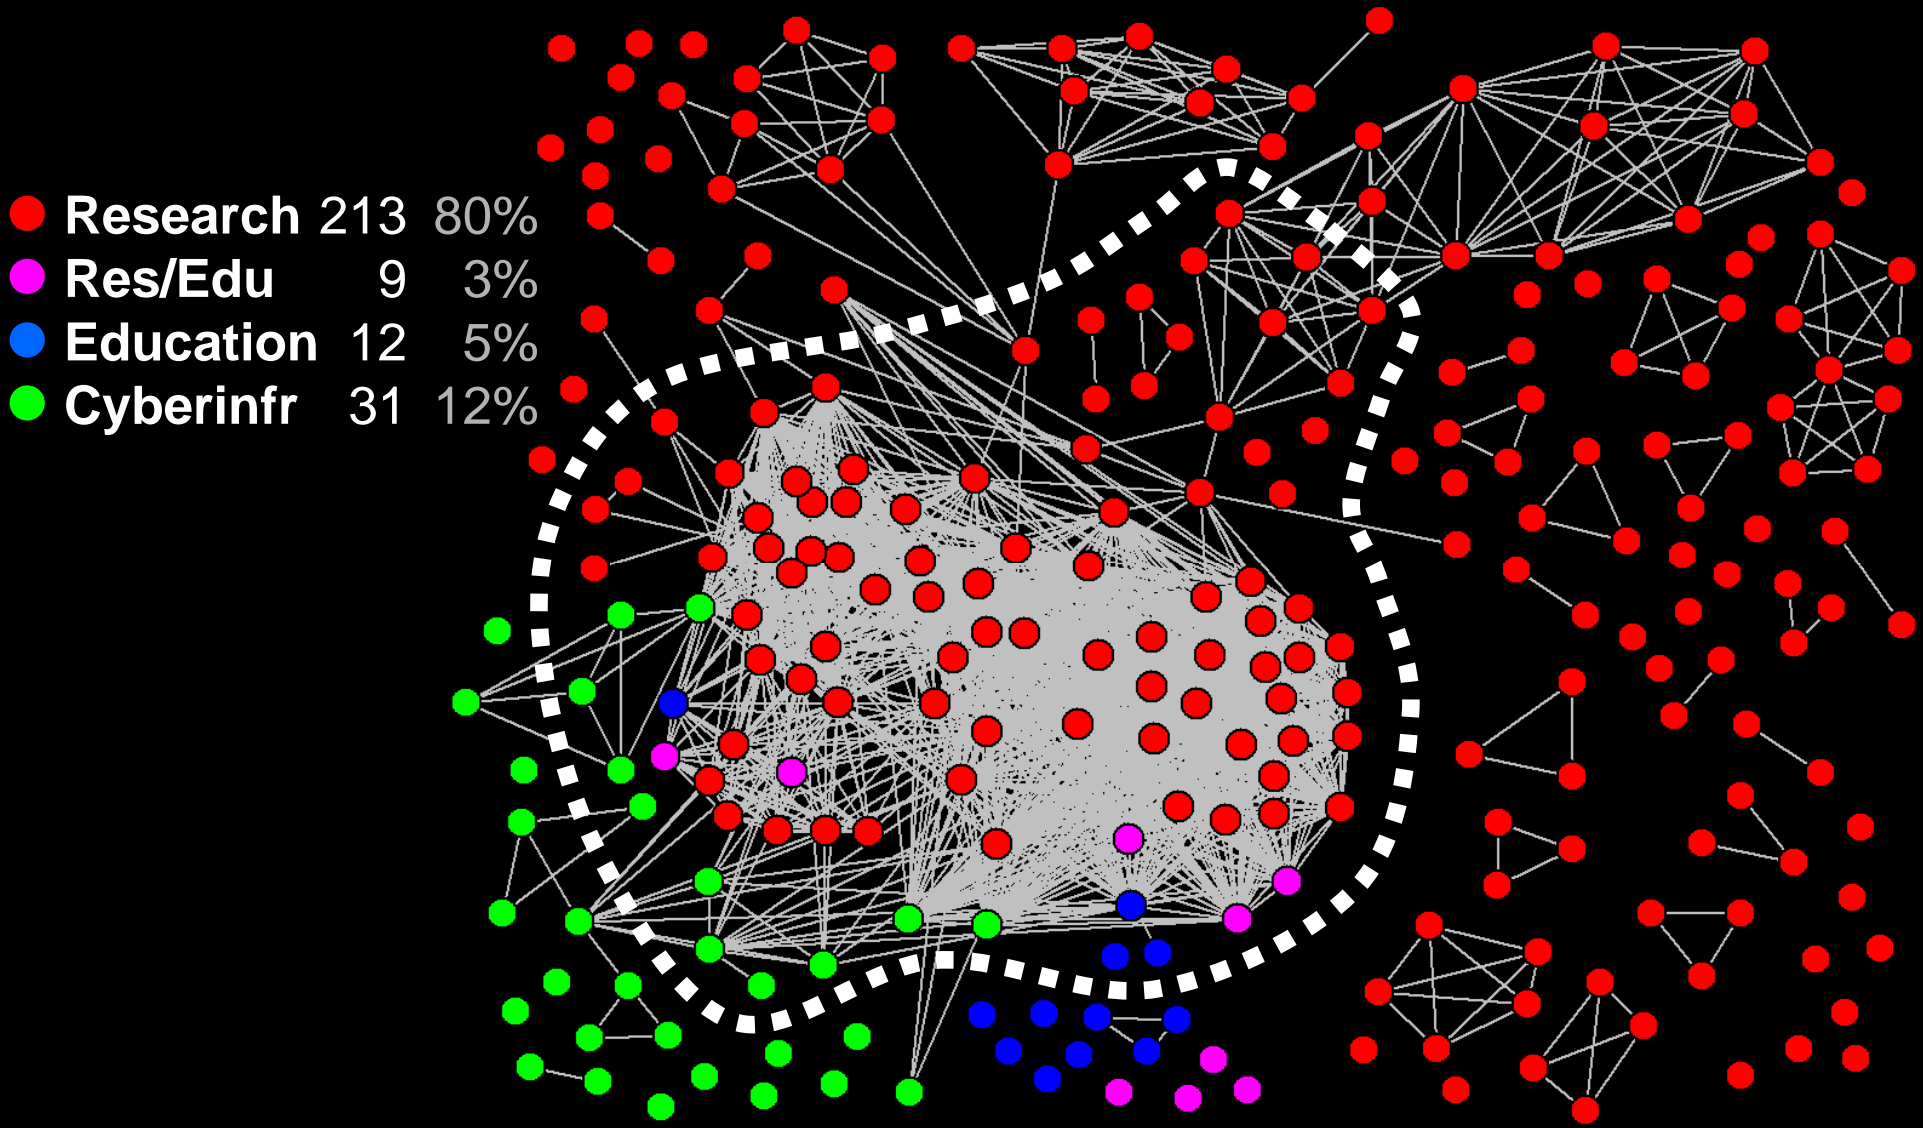 Research 213 80%
Res/Edu 9 3%
Education 12 5%
Cyberinfr 31 12%